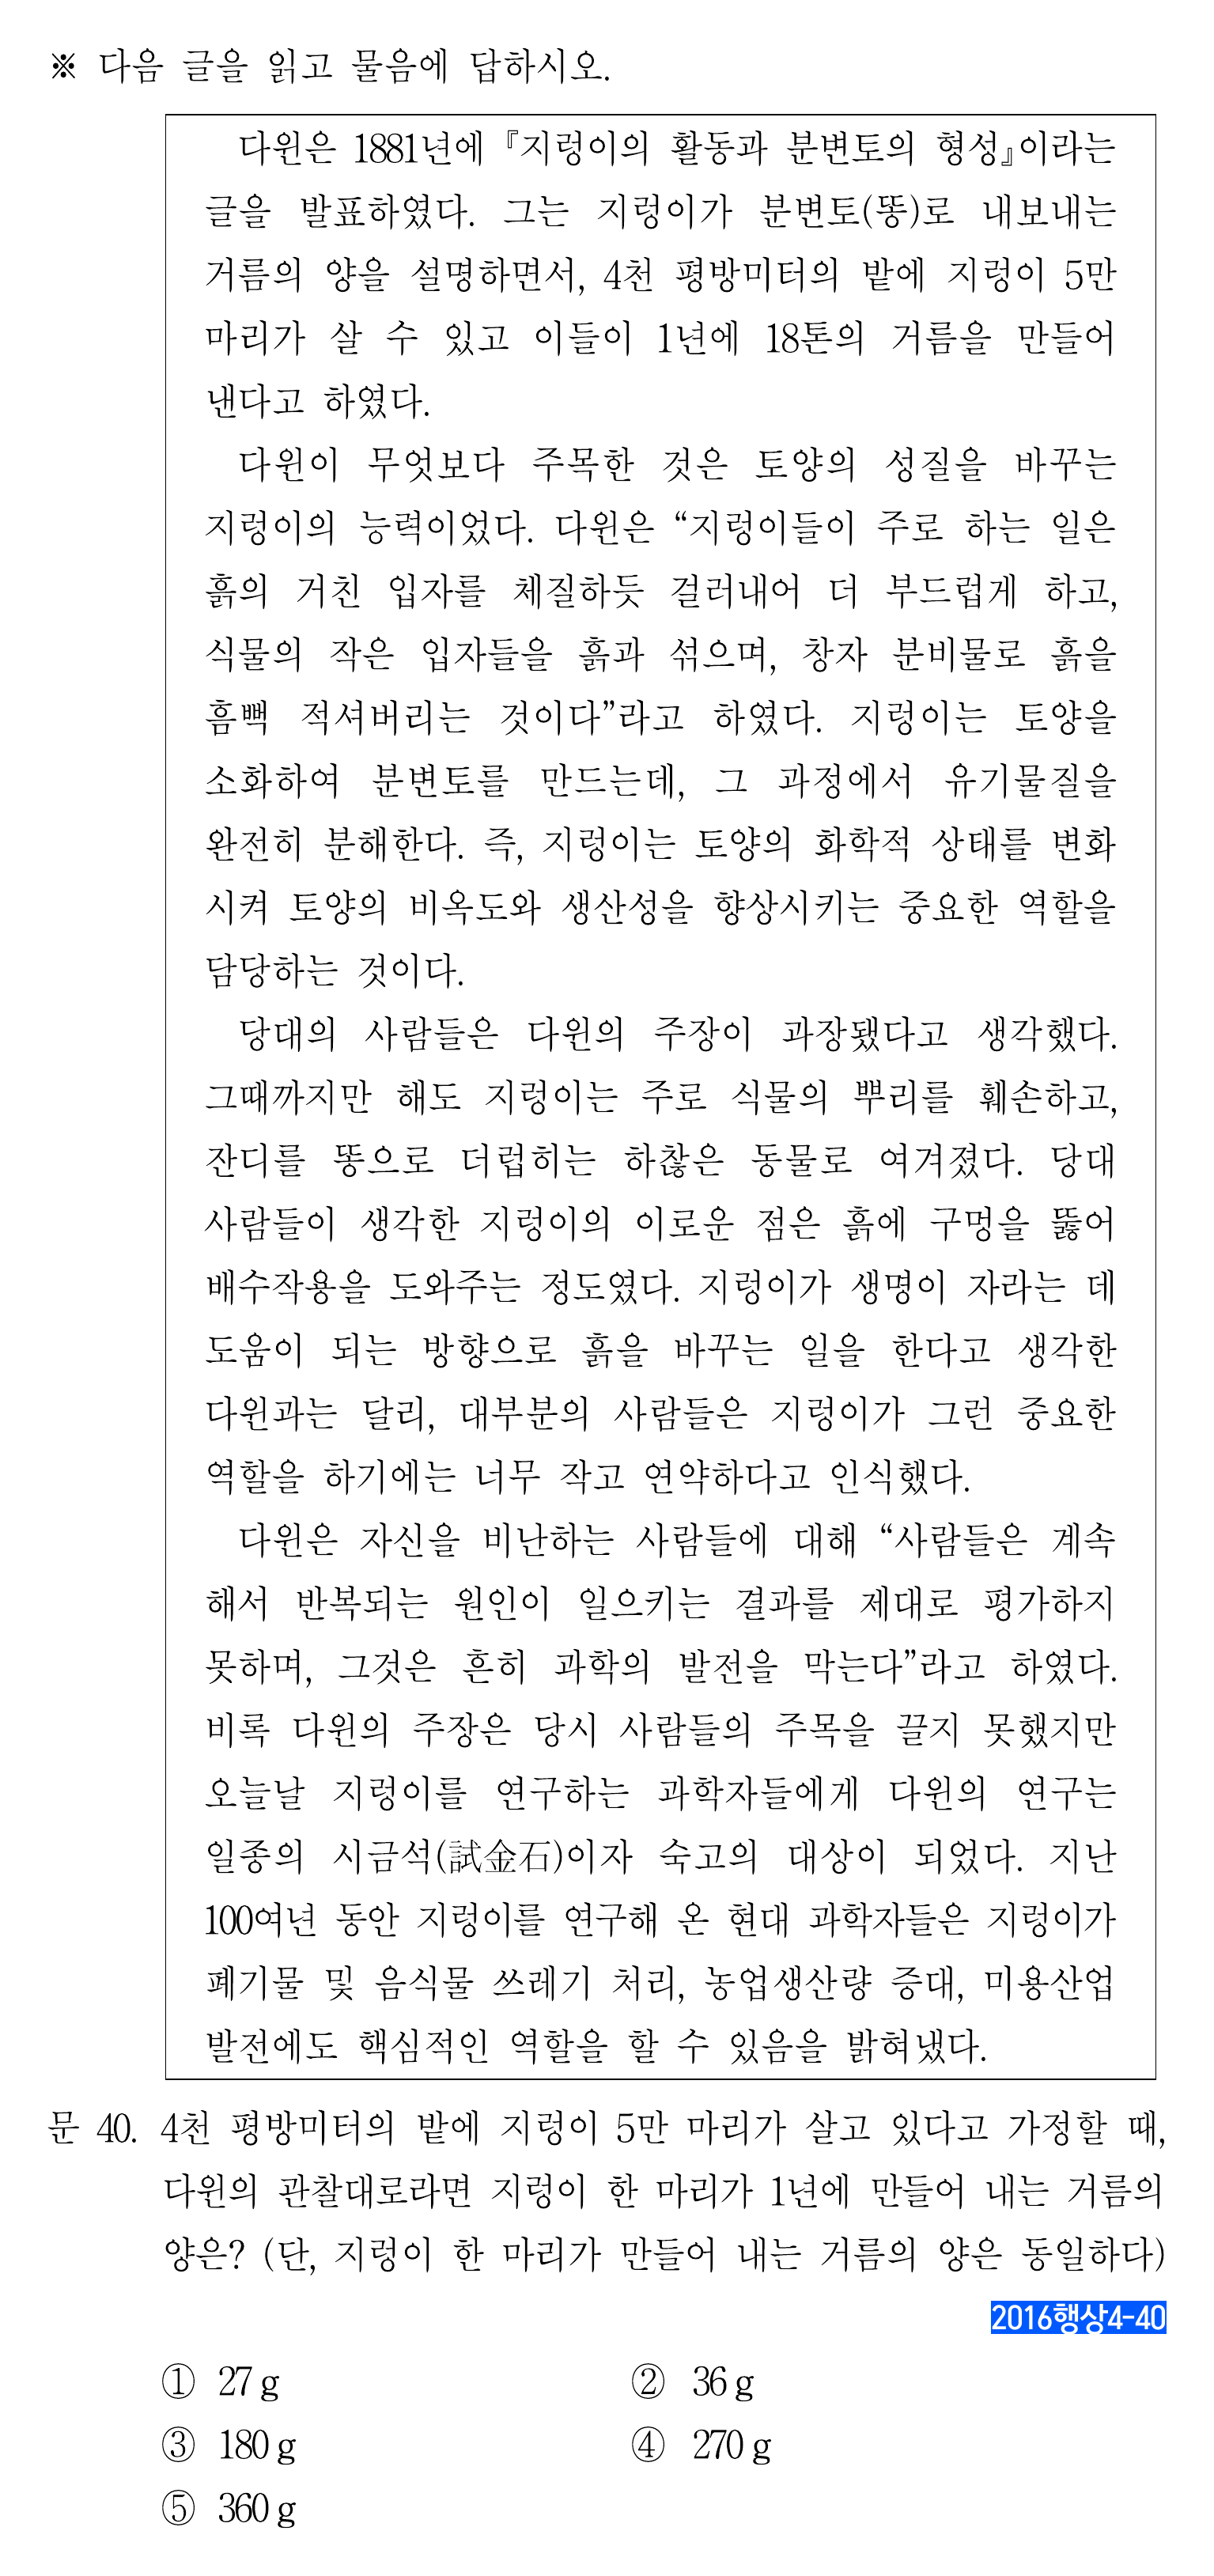 ※ 다음 글을 읽고 물음에 답하시오.
다윈은 1881년에 『지렁이의 활동과 분변토의 형성』이라는
글을 발표하였다. 그는 지렁이가 분변토(똥)로 내보내는
거름의 양을 설명하면서, 4천 평방미터의 밭에 지렁이 5만
마리가 살 수 있고 이들이 1년에 18톤의 거름을 만들어
낸다고 하였다.
다윈이 무엇보다 주목한 것은 토양의 성질을 바꾸는
지렁이의 능력이었다. 다윈은 “지렁이들이 주로 하는 일은
흙의 거친 입자를 체질하듯 걸러내어 더 부드럽게 하고,
식물의 작은 입자들을 흙과 섞으며, 창자 분비물로 흙을
흠뻑 적셔버리는 것이다”라고 하였다. 지렁이는 토양을
소화하여 분변토를 만드는데, 그 과정에서 유기물질을
완전히 분해한다. 즉, 지렁이는 토양의 화학적 상태를 변화
시켜 토양의 비옥도와 생산성을 향상시키는 중요한 역할을
담당하는 것이다.
당대의 사람들은 다윈의 주장이 과장됐다고 생각했다.
그때까지만 해도 지렁이는 주로 식물의 뿌리를 훼손하고,
잔디를 똥으로 더럽히는 하찮은 동물로 여겨졌다. 당대
사람들이 생각한 지렁이의 이로운 점은 흙에 구멍을 뚫어
배수작용을 도와주는 정도였다. 지렁이가 생명이 자라는 데
도움이 되는 방향으로 흙을 바꾸는 일을 한다고 생각한
다윈과는 달리, 대부분의 사람들은 지렁이가 그런 중요한
역할을 하기에는 너무 작고 연약하다고 인식했다.
다윈은 자신을 비난하는 사람들에 대해 “사람들은 계속
해서 반복되는 원인이 일으키는 결과를 제대로 평가하지
못하며, 그것은 흔히 과학의 발전을 막는다”라고 하였다.
비록 다윈의 주장은 당시 사람들의 주목을 끌지 못했지만
오늘날 지렁이를 연구하는 과학자들에게 다윈의 연구는
일종의 시금석(試金石)이자 숙고의 대상이 되었다. 지난
100여년 동안 지렁이를 연구해 온 현대 과학자들은 지렁이가
폐기물 및 음식물 쓰레기 처리, 농업생산량 증대, 미용산업
발전에도 핵심적인 역할을 할 수 있음을 밝혀냈다.
문 40. 4천 평방미터의 밭에 지렁이 5만 마리가 살고 있다고 가정할 때,
다윈의 관찰대로라면 지렁이 한 마리가 1년에 만들어 내는 거름의
양은? (단, 지렁이 한 마리가 만들어 내는 거름의 양은 동일하다)
2016행상4-40
① 27 g ② 36 g
③ 180 g ④ 270 g
⑤ 360 g